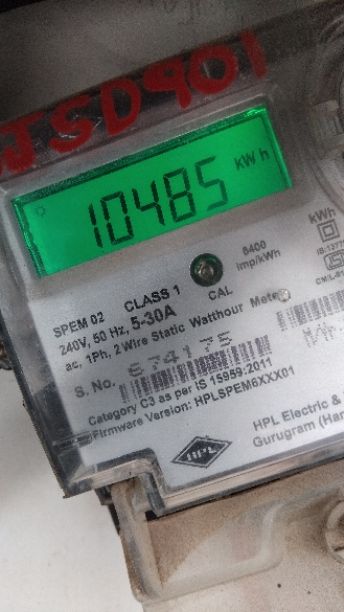 JSD901
10485 KWh
kWh
6400
imp/kWh
CAL
SPEM 02 CLASS 1
240V, 50 Hz, 5-30A
ac, 1Ph, 2 Wire Static Watthour Meter
S. No. 674175
Category C3 as per IS 15959:2011
Firmware Version: HPLSPEM6XXX01
HPL
HPL Electric &
Gurugram